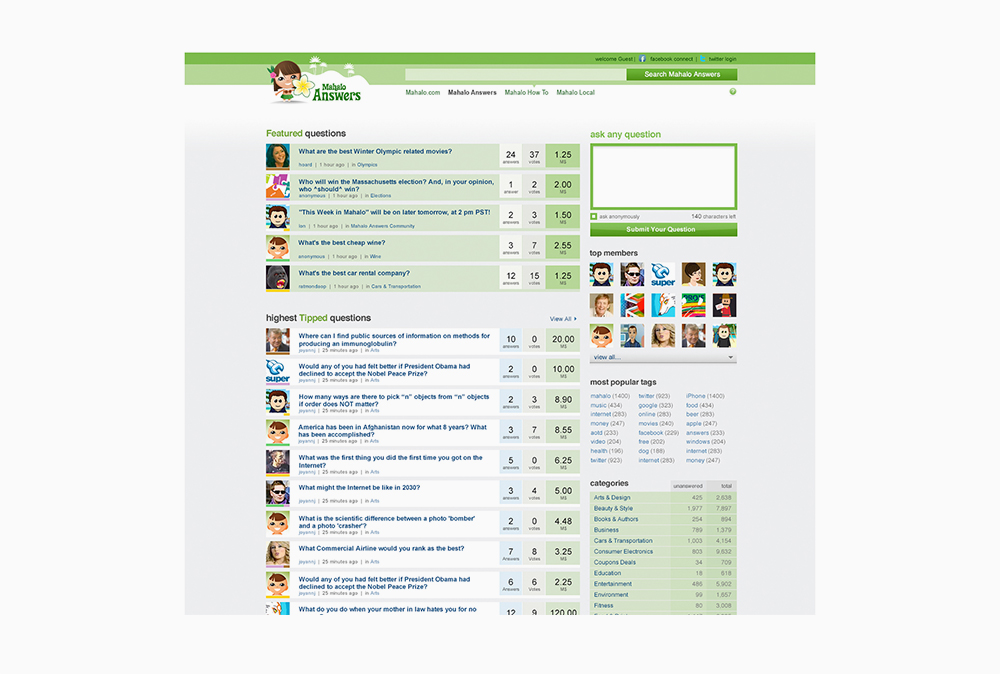 welcome Guest | facebook connect | twitter login
Mahalo
Answers
Search Mahalo Answers
Mahalo.com Mahalo Answers Mahalo How To Mahalo Local
Featured questions
What are the best Winter Olympic related movies?
hoard | 1 hour ago | in Olympics
24 answers 37 votes 1.25 M$
Who will win the Massachusetts election? And, in your opinion,
who ^should^ win?
anonymous | 1 hour ago | in Elections
1 answer 2 votes 2.00 M$
"This Week in Mahalo" will be on later tomorrow, at 2 pm PST!
1 hour ago | in Mahalo Answers Community
2 answers 3 votes 1.50 M$
What's the best cheap wine?
anonymous | 1 hour ago | in Wine
3 answers 7 votes 2.55 M$
What's the best car rental company?
1 hour ago | in Cars & Transportation
12 answers 15 votes 1.25 M$
highest Tipped questions
View All
Where can I find public sources of information on methods for
producing an immunoglobulin?
jeyannj | 25 minutes ago | in Arts
10 answers 0 votes 20.00 M$
Would any of you had felt better if President Obama had
declined to accept the Nobel Peace Prize?
jeyannj | 25 minutes ago | in Arts
2 answers 0 votes 10.00 M$
How many ways are there to pick "n" objects from "n" objects
if order does NOT matter?
jeyannj | 25 minutes ago | in Arts
2 answers 3 votes 8.90 M$
America has been in Afghanistan now for what 8 years? What
has been accomplished?
jeyannj | 25 minutes ago | in Arts
3 answers 7 votes 8.55 M$
What was the first thing you did the first time you got on the
Internet?
jeyannj | 25 minutes ago | in Arts
5 answers 0 votes 6.25 M$
What might the Internet be like in 2030?
jeyannj | 25 minutes ago | in Arts
3 answers 4 votes 5.00 M$
What is the scientific difference between a photo 'bomber'
and a photo 'crasher'?
jeyannj | 25 minutes ago | in Arts
2 answers 0 votes 4.48 M$
What Commercial Airline would you rank as the best?
jeyannj | 25 minutes ago | in Arts
7 Answers 8 Votes 3.25 M$
Would any of you had felt better if President Obama had
declined to accept the Nobel Peace Prize?
jeyannj | 25 minutes ago | in Arts
6 Answers 6 Votes 2.25 M$
What do you do when your mother in law hates you for no
12 9 120.00
ask any question
ask anonymously 140 characters left
Submit Your Question
top members
super
view all...
most popular tags
mahalo (1400) twitter (923) iPhone (1400)
music (434) google (323) food (434)
internet (283) online (283) beer (283)
money (247) movies (240) apple (247)
aotd (233) facebook (229) answers (233)
video (204) free (202) windows (204)
health (196) dog (188) internet (283)
twitter (923) internet (283) money (247)
categories unanswered total
Arts & Design 425 2,838
Beauty & Style 1,977 7,697
Books & Authors 254 894
Business 789 1,379
Cars & Transportation 1,003 4,154
Consumer Electronics 803 9,632
Coupons Deals 34 709
Education 18 818
Entertainment 486 5,902
Environment 99 1,657
Fitness 80 3,008